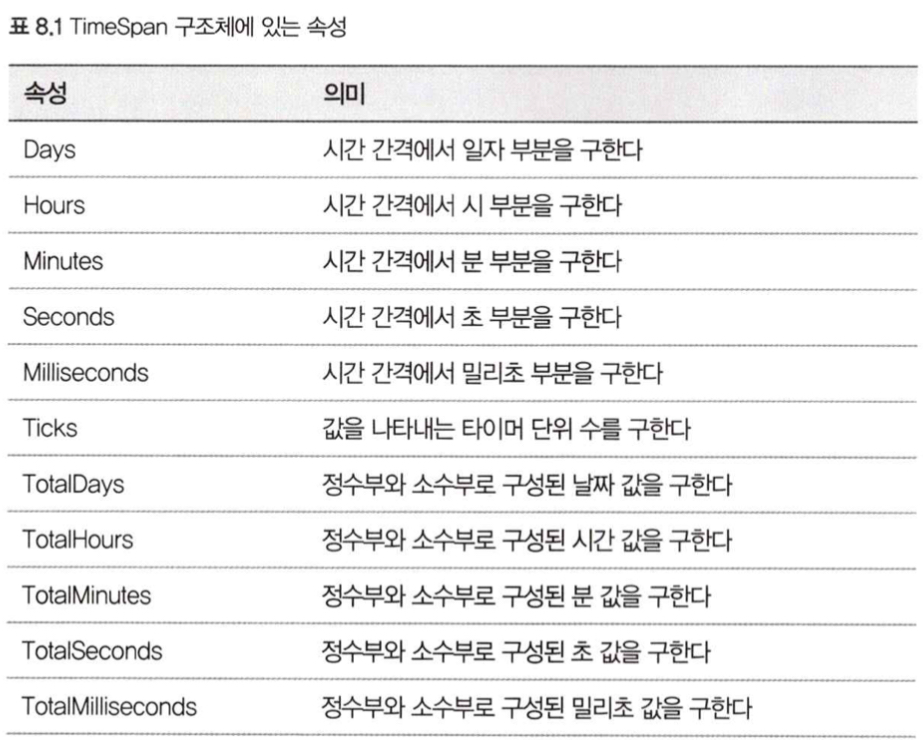 표 8.1 TimeSpan 구조체에 있는 속성
속성 의미
Days 시간 간격에서 일자 부분을 구한다
Hours 시간 간격에서 시 부분을 구한다
Minutes 시간 간격에서 분 부분을 구한다
Seconds 시간 간격에서 초 부분을 구한다
Milliseconds 시간 간격에서 밀리초 부분을 구한다
Ticks 값을 나타내는 타이머 단위 수를 구한다
TotalDays 정수부와 소수부로 구성된 날짜 값을 구한다
TotalHours 정수부와 소수부로 구성된 시간 값을 구한다
TotalMinutes 정수부와 소수부로 구성된 분 값을 구한다
TotalSeconds 정수부와 소수부로 구성된 초 값을 구한다
TotalMilliseconds 정수부와 소수부로 구성된 밀리초 값을 구한다